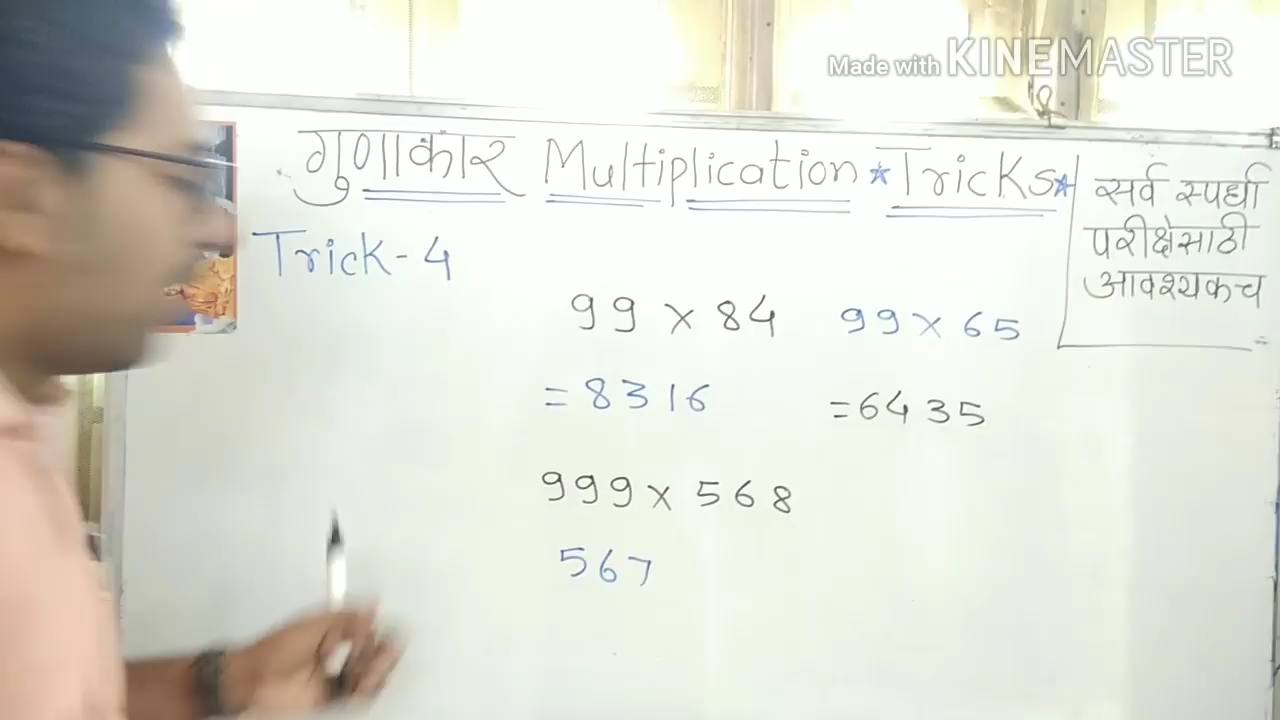 Made with KINEMASTER
गुणाकार Multiplication * Tricks *
सर्व स्पर्धा
परीक्षेसाठी
आवश्यकच
Trick - 4
99 × 84
99 × 65
= 8316
= 6435
999 × 568
567